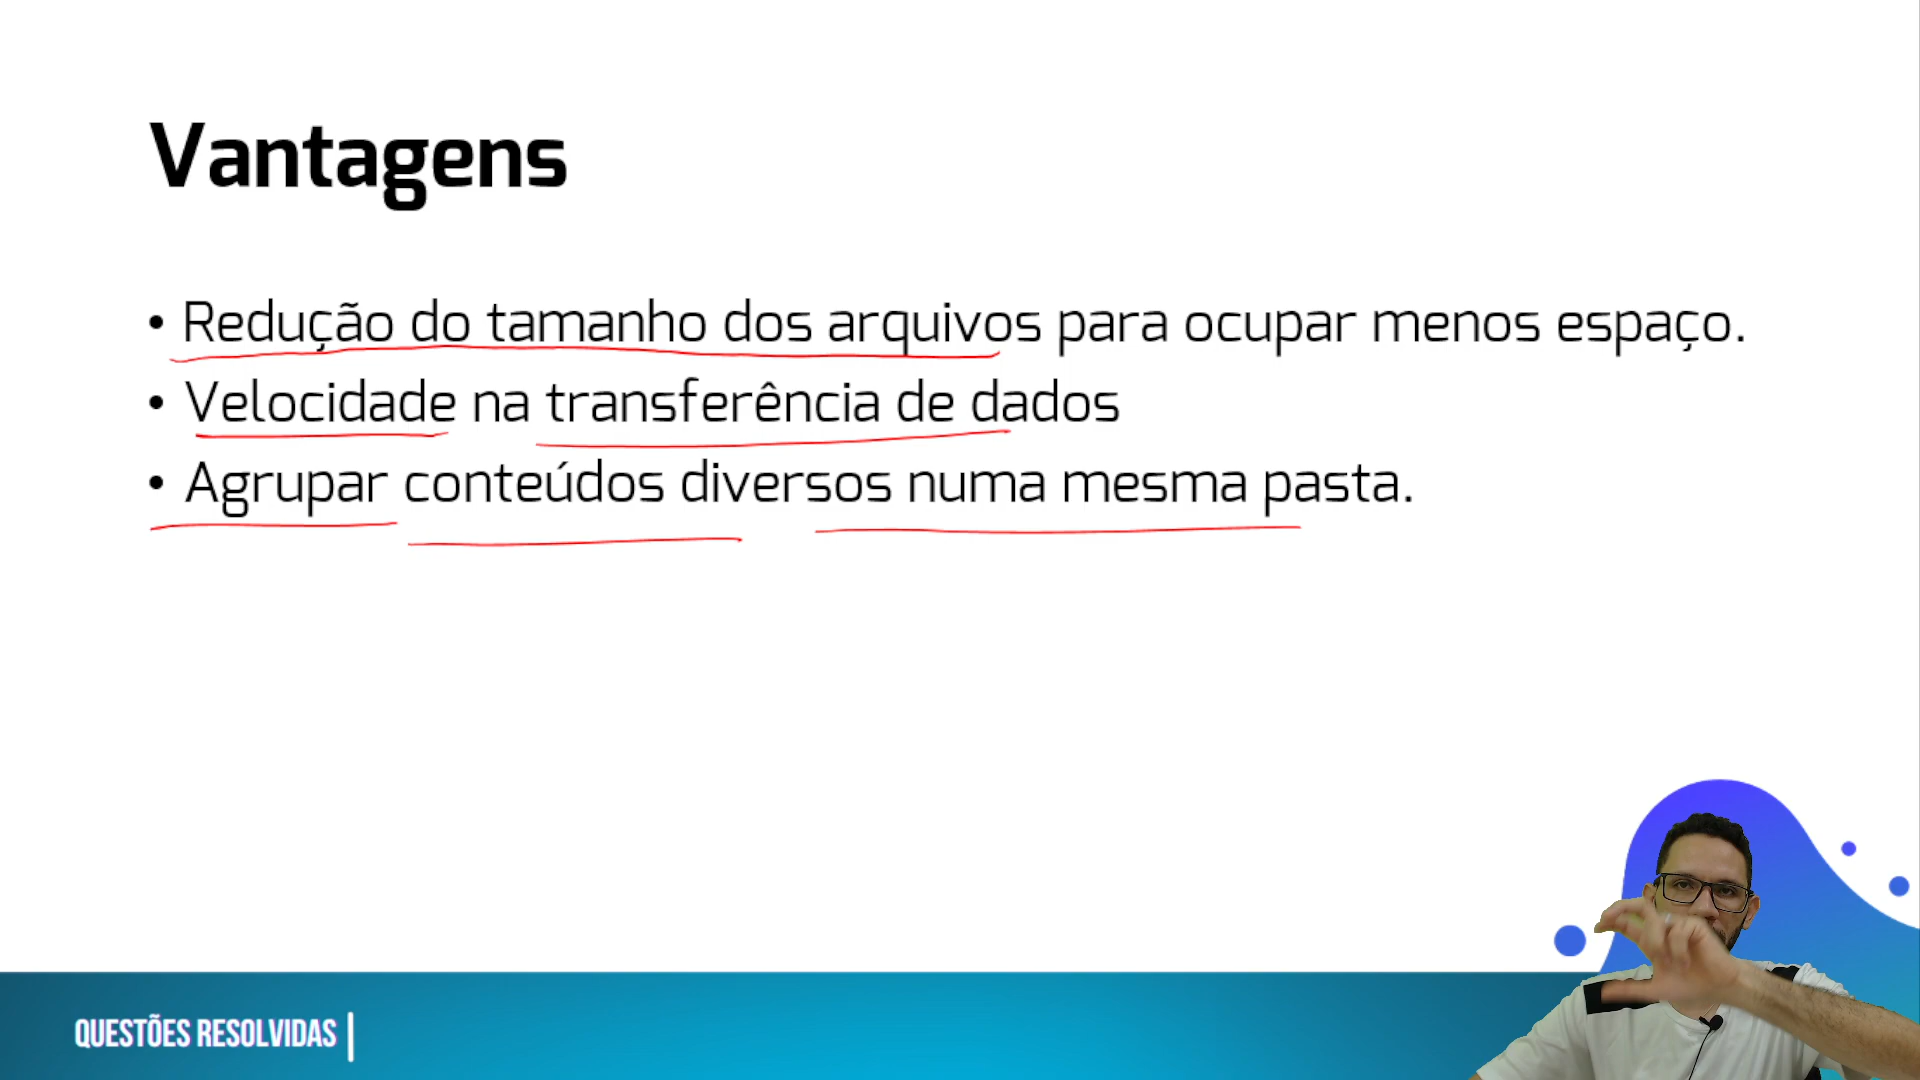 Vantagens
• Redução do tamanho dos arquivos para ocupar menos espaço.
• Velocidade na transferência de dados
• Agrupar conteúdos diversos numa mesma pasta.
QUESTÕES RESOLVIDAS |